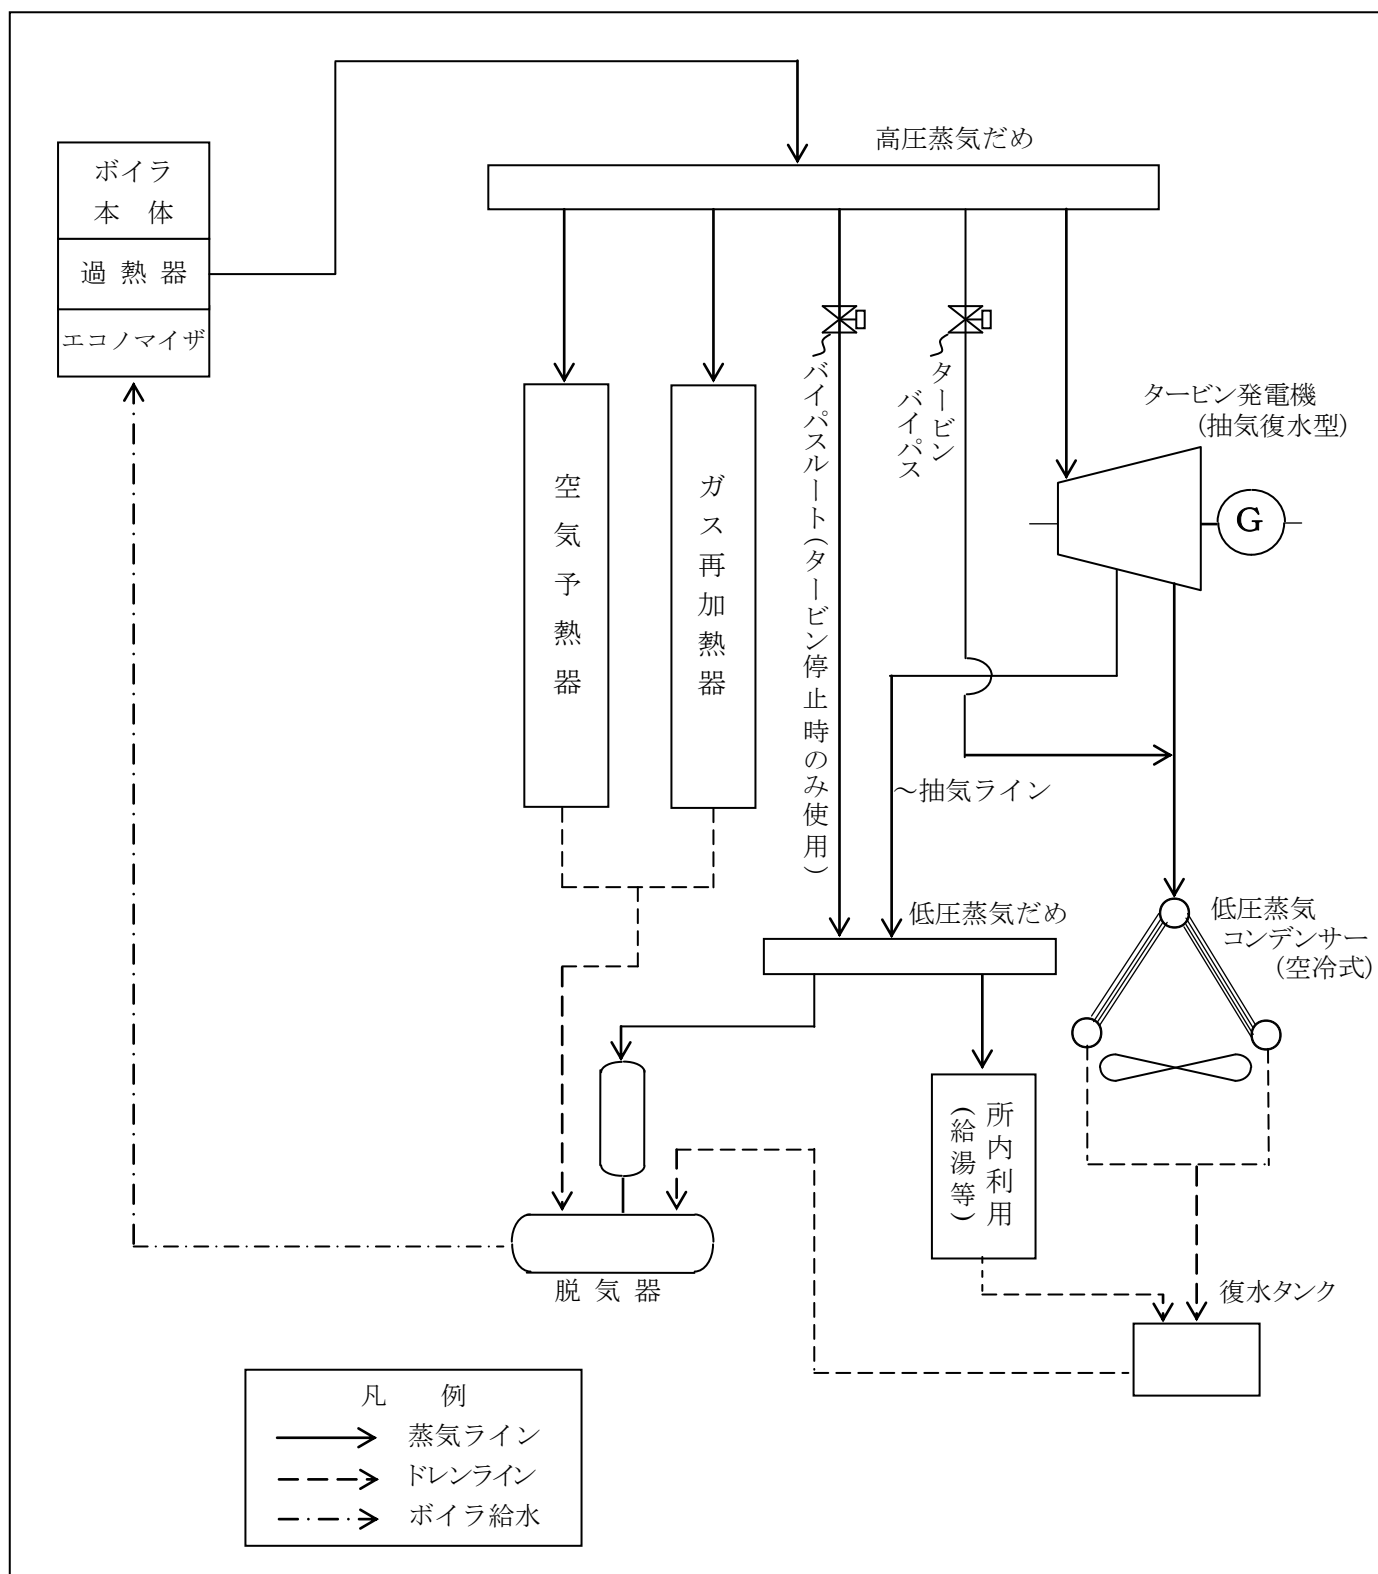 高圧蒸気だめ
ボイラ
本 体
過 熱 器
エコノマイザ
空気予熱器
ガス再加熱器
バイパスルート(タービン停止時のみ使用)
タービン
バイパス
タービン発電機
(抽気復水型)
G
～抽気ライン
低圧蒸気だめ
低圧蒸気
コンデンサー
(空冷式)
所内利用
(給湯等)
脱 気 器
復水タンク
凡 例
蒸気ライン
ドレンライン
ボイラ給水